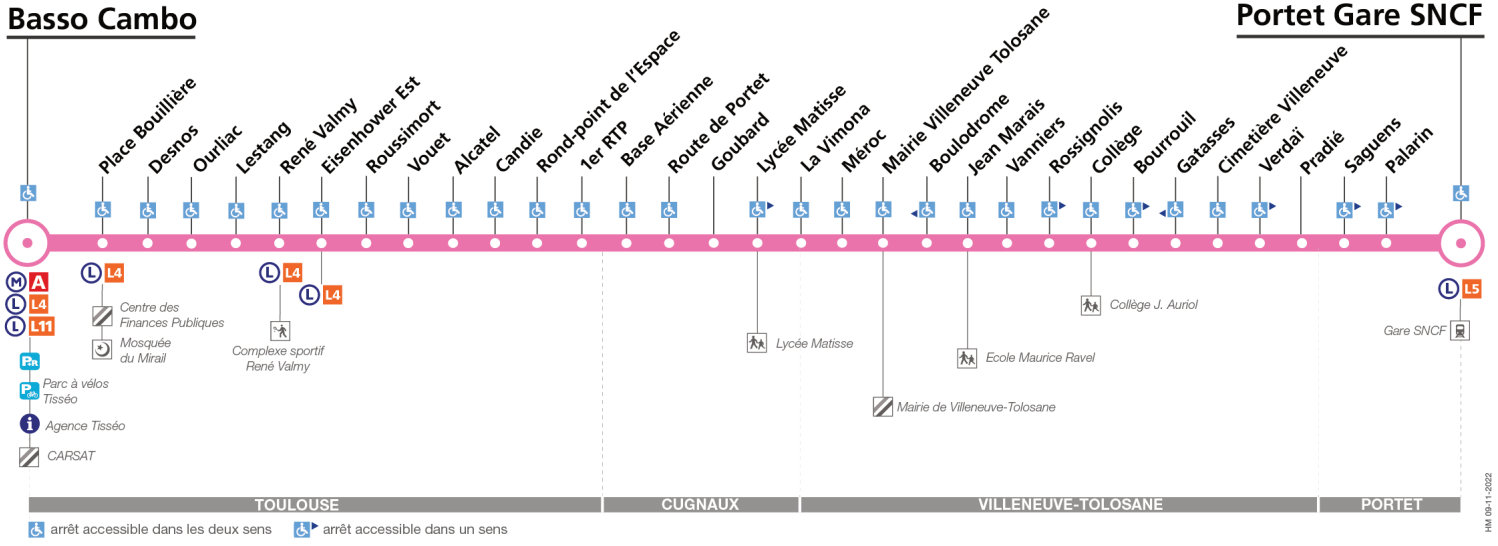 Basso Cambo
Portet Gare SNCF
Place Bouillière
Desnos
Ourliac
Lestang
René Valmy
Eisenhower Est
Roussimort
Vouet
Alcatel
Candie
Rond-point de l'Espace
1er RTP
Base Aérienne
Route de Portet
Goubard
Lycée Matisse
La Vimona
Méroc
Mairie Villeneuve Tolosane
Boulodrome
Jean Marais
Vanniers
Rossignolis
Collège
Bourrouil
Gatasses
Cimetière Villeneuve
Verdaï
Pradié
Saguens
Palarin
M A
L L4
L L11
P+R
P
Parc à vélos
Tisséo
i
Agence Tisséo
CARSAT
L L4
Centre des
Finances Publiques
Mosquée
du Mirail
L L4
Complexe sportif
René Valmy
L L4
Lycée Matisse
Mairie de Villeneuve-Tolosane
Ecole Maurice Ravel
Collège J. Auriol
L L5
Gare SNCF
TOULOUSE
CUGNAUX
VILLENEUVE-TOLOSANE
PORTET
arrêt accessible dans les deux sens
arrêt accessible dans un sens
HM 09-11-2022